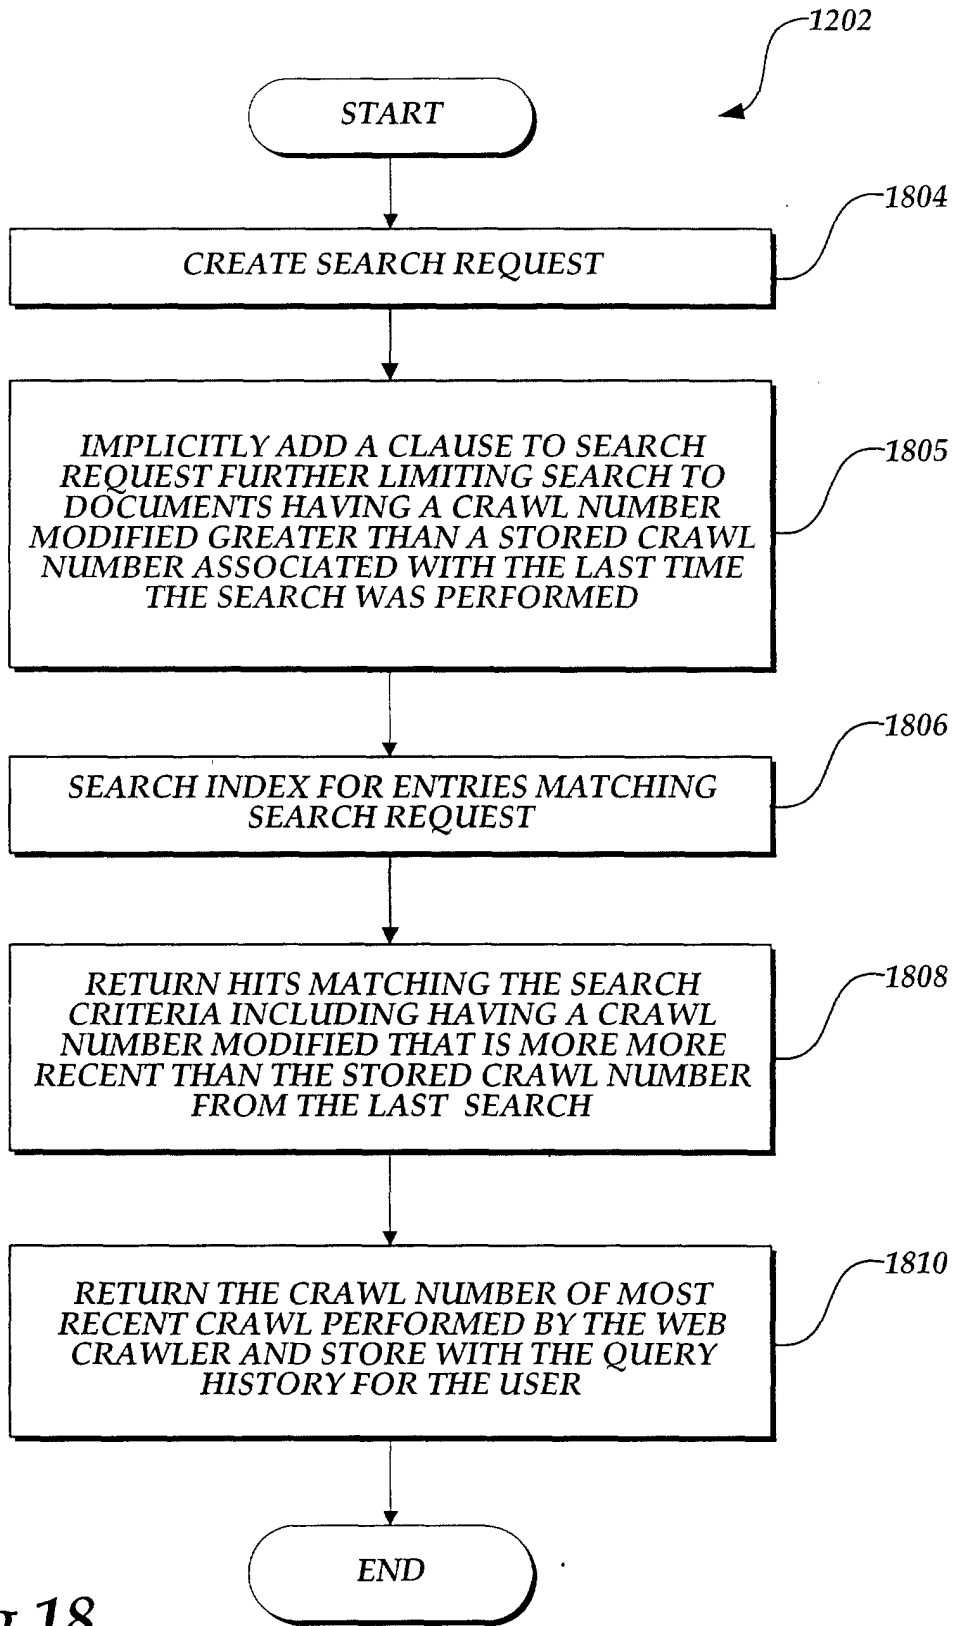 1202
START
1804
CREATE SEARCH REQUEST
1805
IMPLICITLY ADD A CLAUSE TO SEARCH
REQUEST FURTHER LIMITING SEARCH TO
DOCUMENTS HAVING A CRAWL NUMBER
MODIFIED GREATER THAN A STORED CRAWL
NUMBER ASSOCIATED WITH THE LAST TIME
THE SEARCH WAS PERFORMED
1806
SEARCH INDEX FOR ENTRIES MATCHING
SEARCH REQUEST
1808
RETURN HITS MATCHING THE SEARCH
CRITERIA INCLUDING HAVING A CRAWL
NUMBER MODIFIED THAT IS MORE MORE
RECENT THAN THE STORED CRAWL NUMBER
FROM THE LAST SEARCH
1810
RETURN THE CRAWL NUMBER OF MOST
RECENT CRAWL PERFORMED BY THE WEB
CRAWLER AND STORE WITH THE QUERY
HISTORY FOR THE USER
END
18